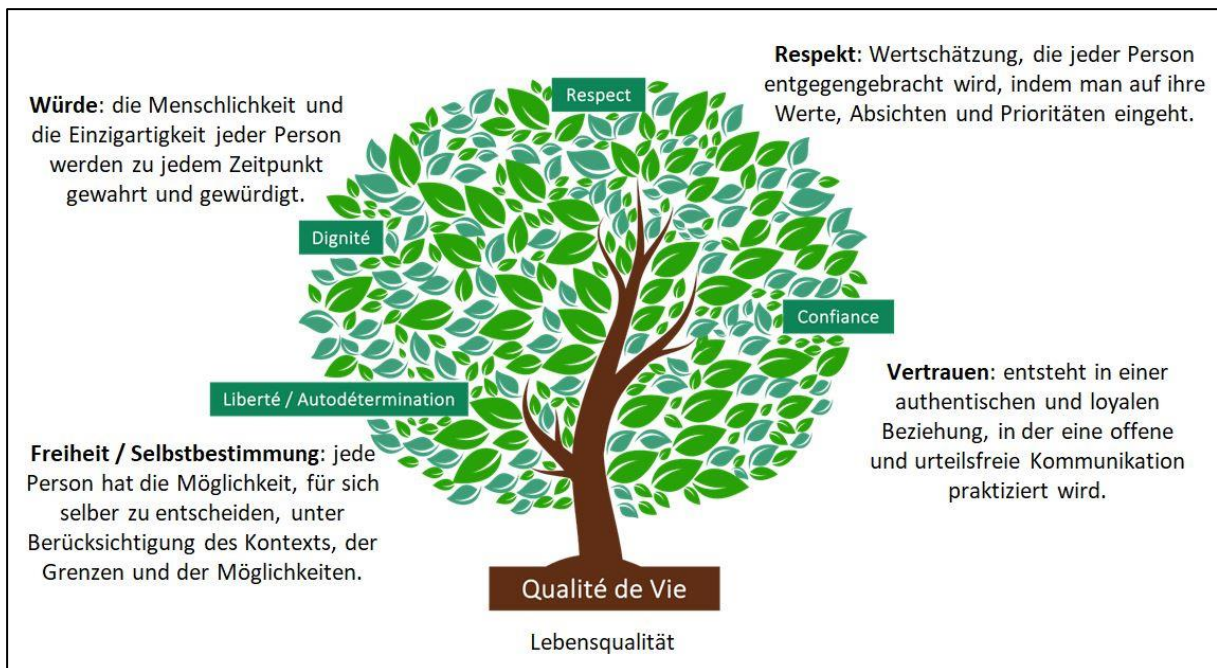 Respect
Respekt: Wertschätzung, die jeder Person
entgegengebracht wird, indem man auf ihre
Werte, Absichten und Prioritäten eingeht.
Würde: die Menschlichkeit und
die Einzigartigkeit jeder Person
werden zu jedem Zeitpunkt
gewahrt und gewürdigt.
Dignité
Confiance
Vertrauen: entsteht in einer
authentischen und loyalen
Beziehung, in der eine offene
und urteilsfreie Kommunikation
praktiziert wird.
Liberté / Autodétermination
Freiheit / Selbstbestimmung: jede
Person hat die Möglichkeit, für sich
selber zu entscheiden, unter
Berücksichtigung des Kontexts, der
Grenzen und der Möglichkeiten.
Qualité de Vie
Lebensqualität